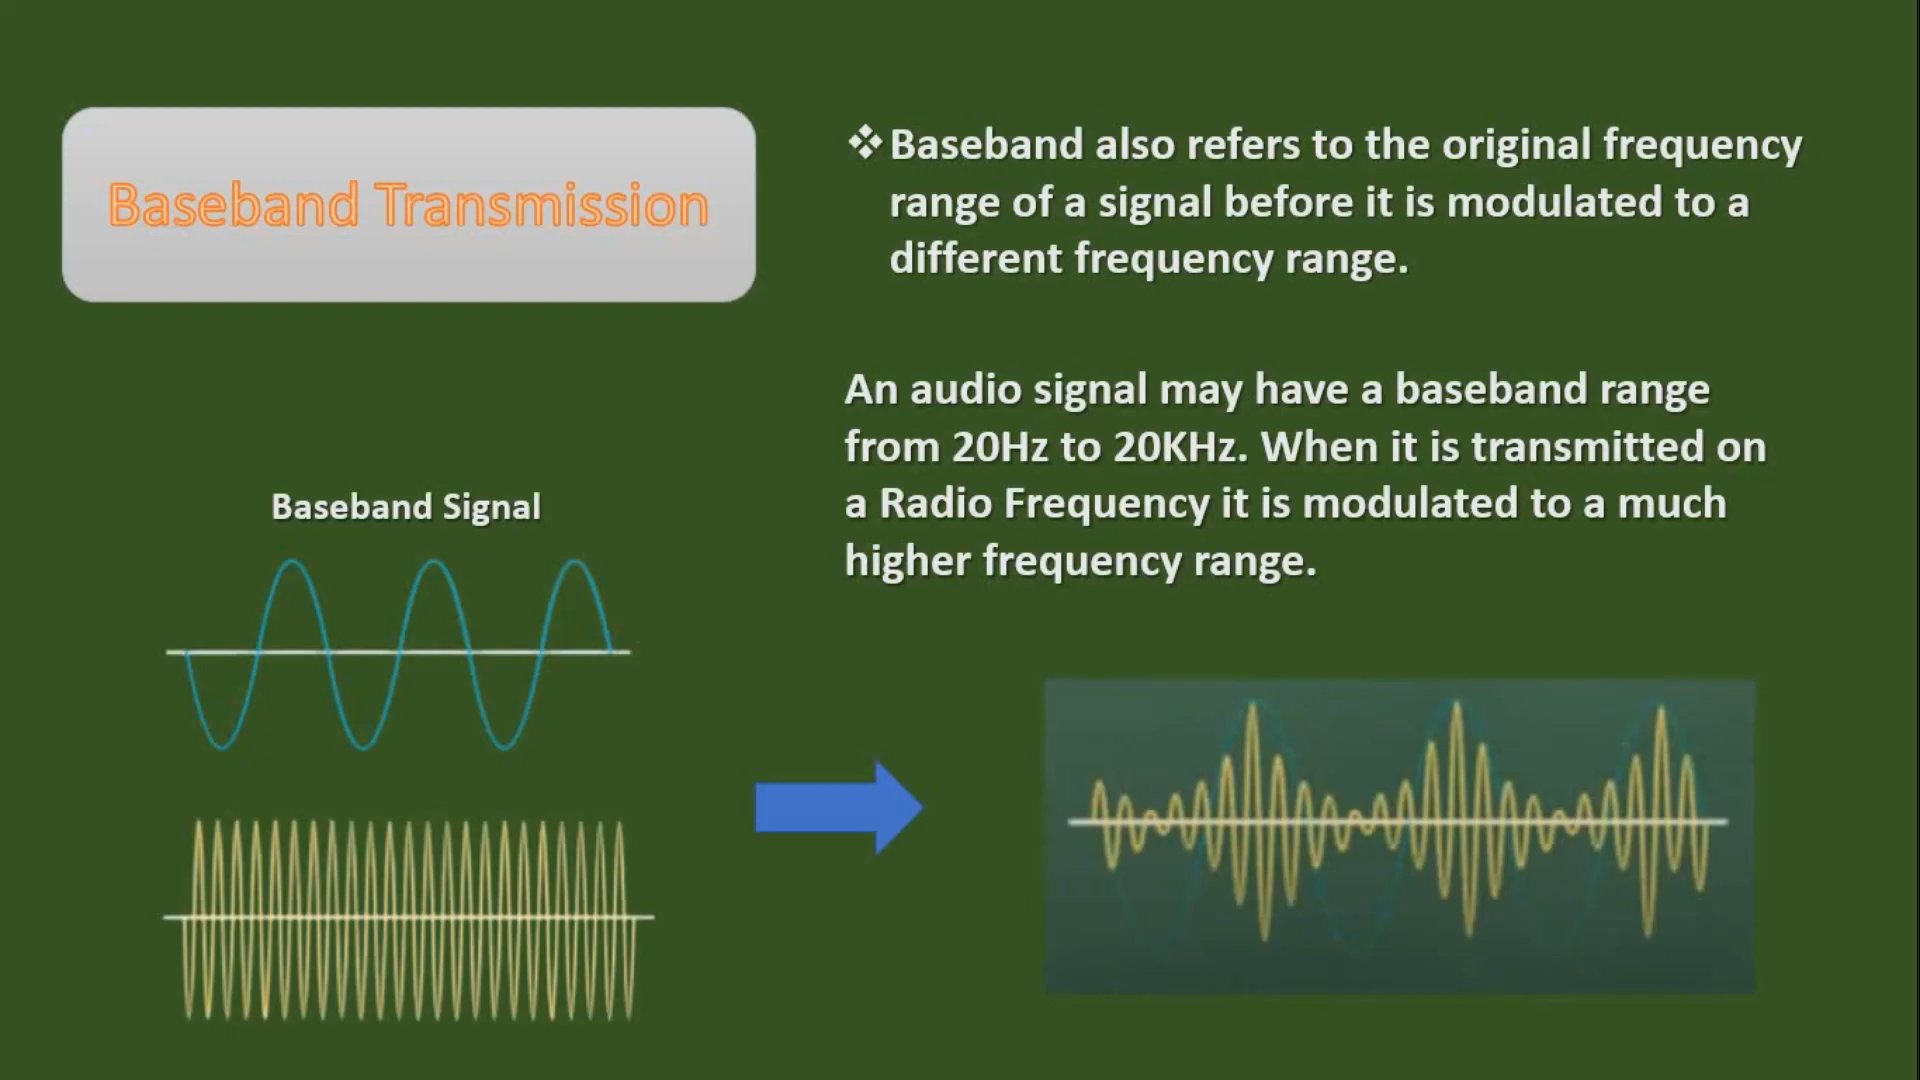 Baseband Transmission
❖Baseband also refers to the original frequency
range of a signal before it is modulated to a
different frequency range.
An audio signal may have a baseband range
from 20Hz to 20KHz. When it is transmitted on
a Radio Frequency it is modulated to a much
higher frequency range.
Baseband Signal